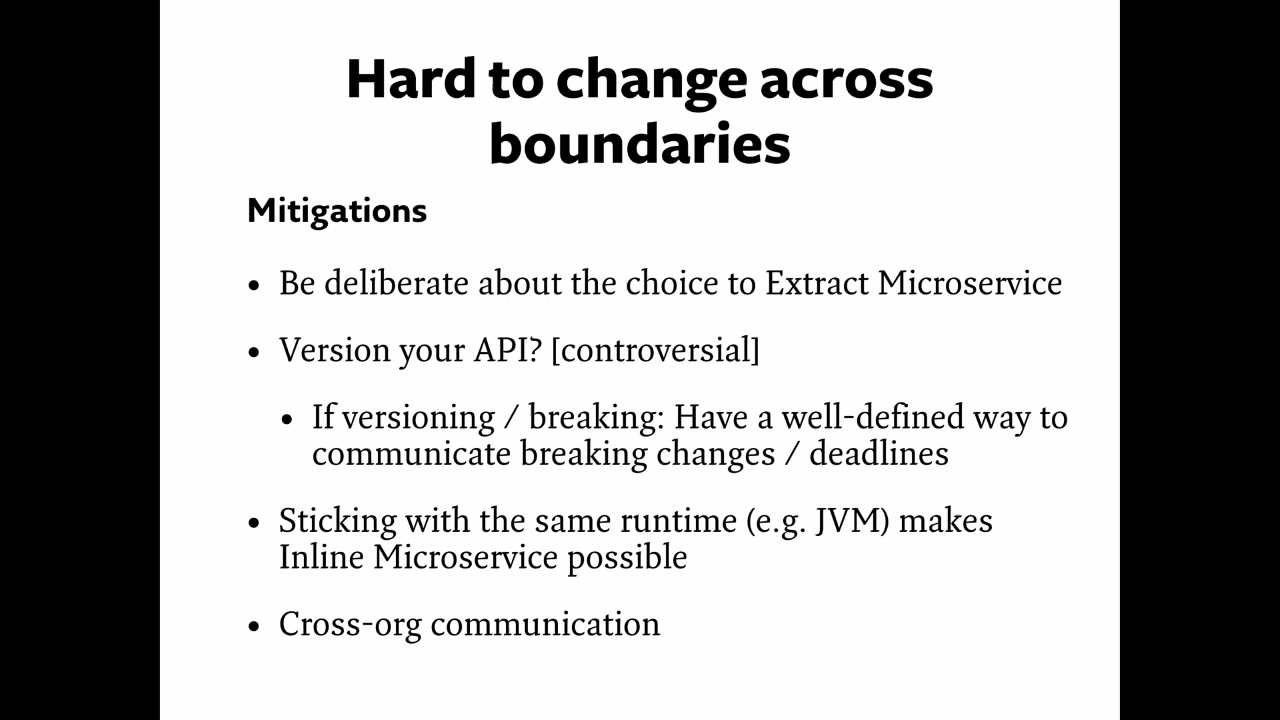 Hard to change across
boundaries
Mitigations
• Be deliberate about the choice to Extract Microservice
• Version your API? [controversial]
• If versioning / breaking: Have a well-defined way to
communicate breaking changes / deadlines
• Sticking with the same runtime (e.g. JVM) makes
Inline Microservice possible
• Cross-org communication